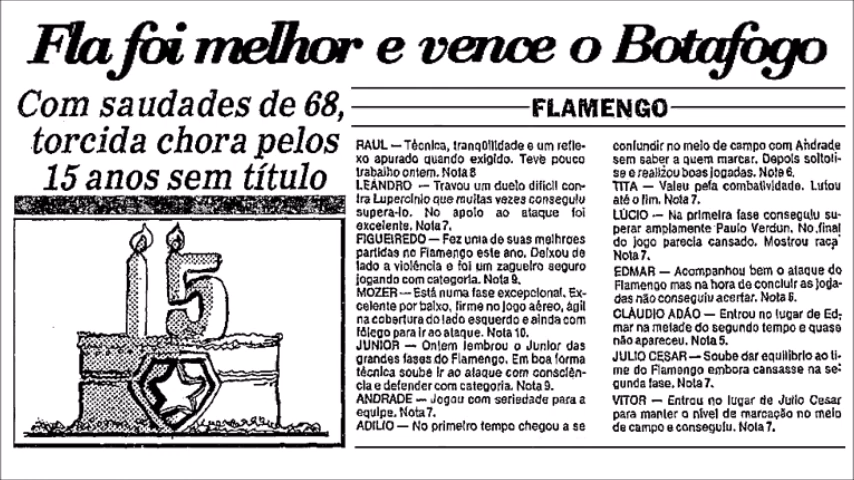 Fla foi melhor e vence o Botafogo
Com saudades de 68,
torcida chora pelos
15 anos sem título
15
FLAMENGO
RAUL — Técnica, tranqüilidade e um refle-
xo apurado quando exigido. Teve pouco
trabalho ontem. Nota 8
LEANDRO — Travou um duelo difícil con-
tra Lupercínio que muitas vezes conseguiu
supera-lo. No apoio ao ataque foi
excelente. Nota 7.
FIGUEIREDO — Fez uma de suas melhroes
partidas no Flamengo este ano. Deixou de
lado a violência e foi um zagueiro seguro
jogando com categoria. Nota 9.
MOZER — Está numa fase excepcional. Ex-
celente por baixo, firme no jogo aéreo, ágil
na cobertura do lado esquerdo e ainda com
fôlego para ir ao ataque. Nota 10.
JUNIOR — Ontem lembrou o Junior das
grandes fases do Flamengo. Em boa forma
técnica soube ir ao ataque com consciên-
cia e defender com categoria. Nota 9.
ANDRADE — Jogou com seriedade para a
equipe. Nota 7.
ADILIO — No primeiro tempo chegou a se
confundir no meio de campo com Andrade
sem saber a quem marcar. Depois soltou-
se e realizou boas jogadas. Nota 6.
TITA — Valeu pela combatividade. Lutou
até o fim. Nota 7.
LÚCIO — Na primeira fase conseguiu su-
perar amplamente Paulo Verdun. No final
do jogo parecia cansado. Mostrou raça
Nota 7.
EDMAR — Acompanhou bem o ataque do
Flamengo mas na hora de concluir as joga-
das não conseguiu acertar. Nota 6.
CLÀUDIO ADÃO — Entrou no lugar de Ed-
mar na metade do segundo tempo e quase
não apareceu. Nota 5.
JULIO CESAR — Soube dar equilíbrio ao ti-
me do Flamengo embora cansasse na se-
gunda fase. Nota 7.
VITOR — Entrou no lugar de Julio Cesar
para manter o nível de marcação no meio
de campo e conseguiu. Nota 7.